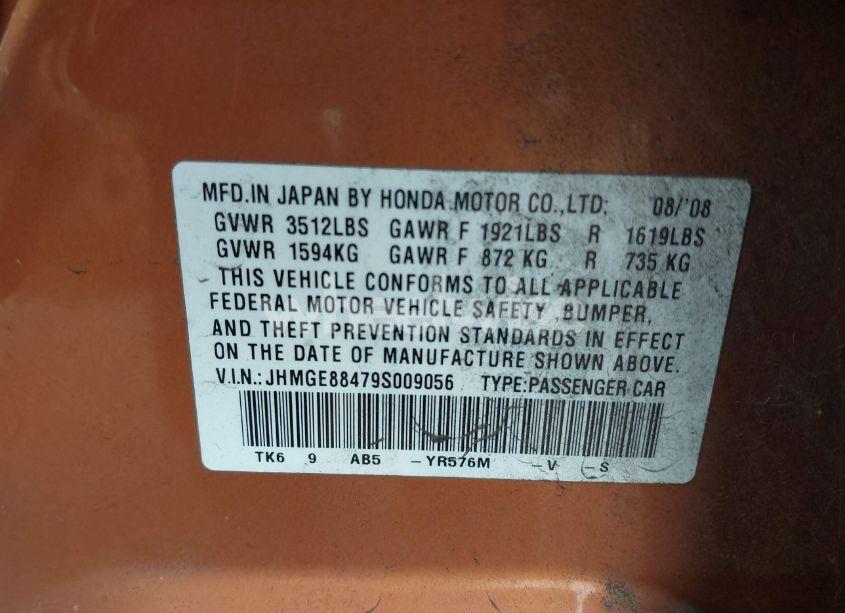 MFD.IN JAPAN BY HONDA MOTOR CO.,LTD; 08/'08
GVWR 3512LBS GAWR F 1921LBS R 1619LBS
GVWR 1594KG GAWR F 872 KG R 735 KG
THIS VEHICLE CONFORMS TO ALL APPLICABLE
FEDERAL MOTOR VEHICLE SAFETY, BUMPER,
AND THEFT PREVENTION STANDARDS IN EFFECT
ON THE DATE OF MANUFACTURE SHOWN ABOVE.
V.I.N.:JHMGE88479S009056 TYPE:PASSENGER CAR
TK6 9 AB5 -YR576M -V -S